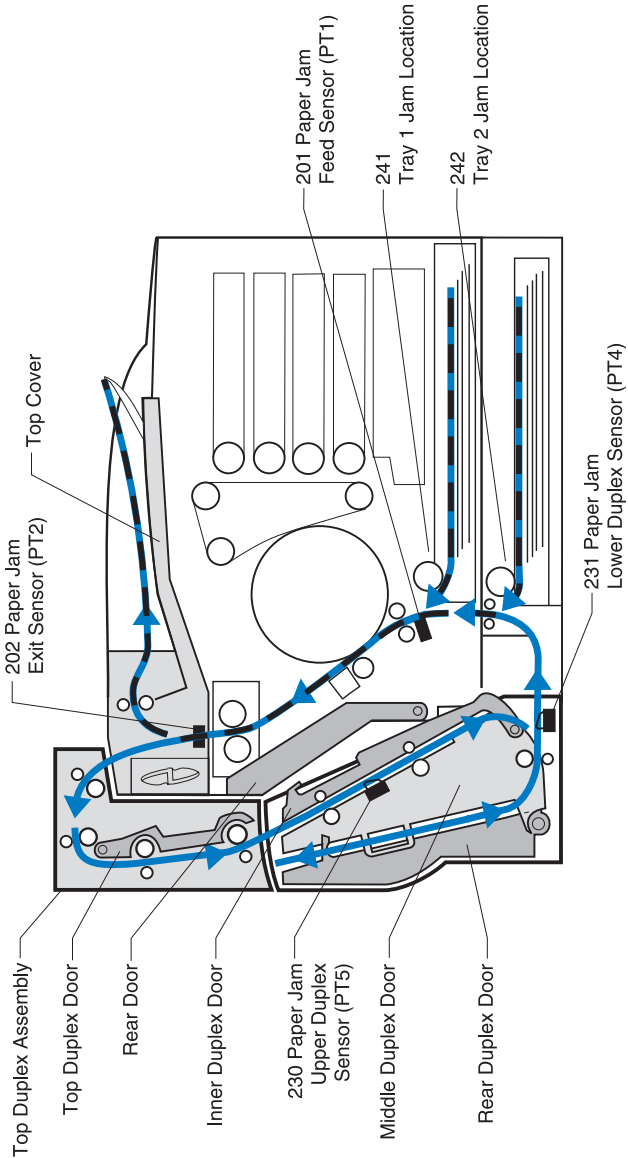 Top Duplex Assembly
Top Duplex Door
Rear Door
Inner Duplex Door
230 Paper Jam
Upper Duplex
Sensor (PT5)
Middle Duplex Door
Rear Duplex Door
202 Paper Jam
Exit Sensor (PT2)
Top Cover
231 Paper Jam
Lower Duplex Sensor (PT4)
201 Paper Jam
Feed Sensor (PT1)
241
Tray 1 Jam Location
242
Tray 2 Jam Location